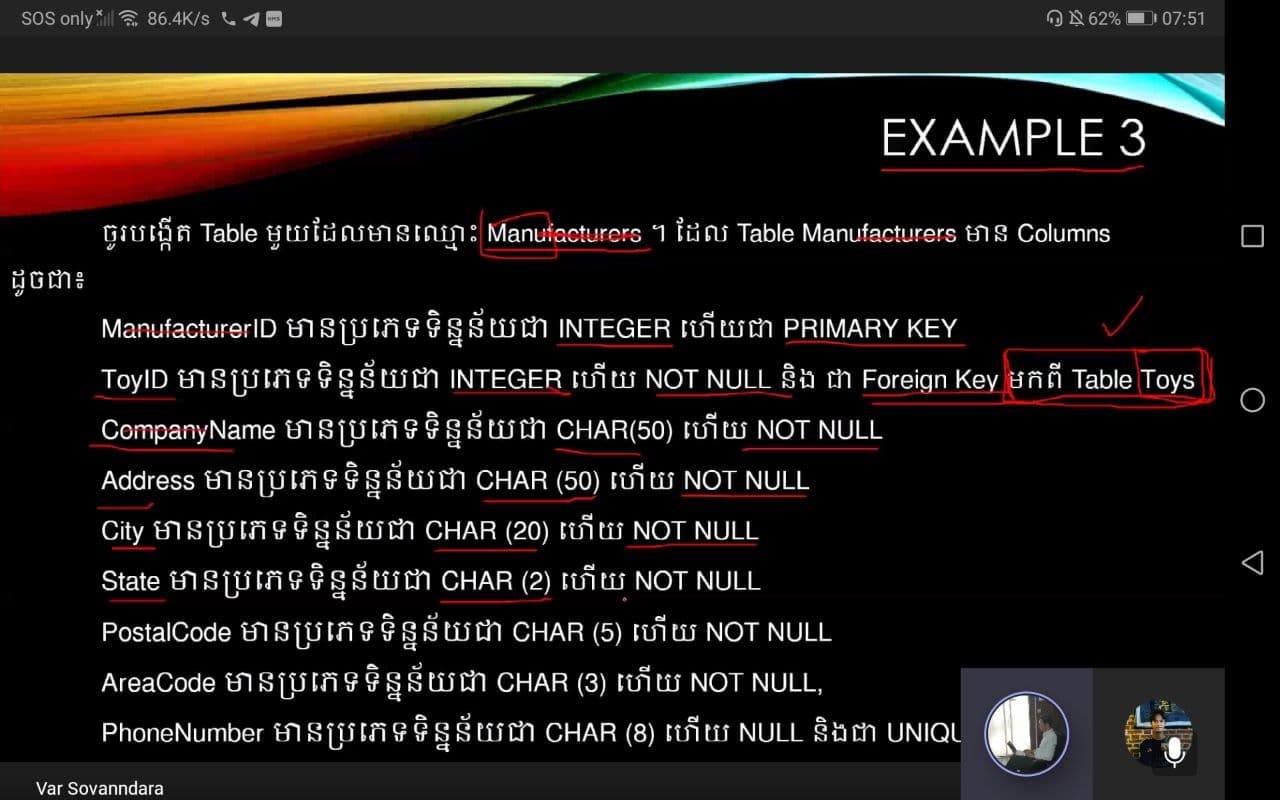 SOS only 86.4K/s 62% 07:51
EXAMPLE 3
ចូរបង្កើត Table មួយដែលមានឈ្មោះ Manufacturers ។ ដែល Table Manufacturers មាន Columns
ដូចជា៖
ManufacturerID មានប្រភេទទិន្នន័យជា INTEGER ហើយជា PRIMARY KEY
ToyID មានប្រភេទទិន្នន័យជា INTEGER ហើយ NOT NULL និង ជា Foreign Key មកពី Table Toys
CompanyName មានប្រភេទទិន្នន័យជា CHAR(50) ហើយ NOT NULL
Address មានប្រភេទទិន្នន័យជា CHAR (50) ហើយ NOT NULL
City មានប្រភេទទិន្នន័យជា CHAR (20) ហើយ NOT NULL
State មានប្រភេទទិន្នន័យជា CHAR (2) ហើយ NOT NULL
PostalCode មានប្រភេទទិន្នន័យជា CHAR (5) ហើយ NOT NULL
AreaCode មានប្រភេទទិន្នន័យជា CHAR (3) ហើយ NOT NULL,
PhoneNumber មានប្រភេទទិន្នន័យជា CHAR (8) ហើយ NULL និងជា UNIQU
Var Sovanndara